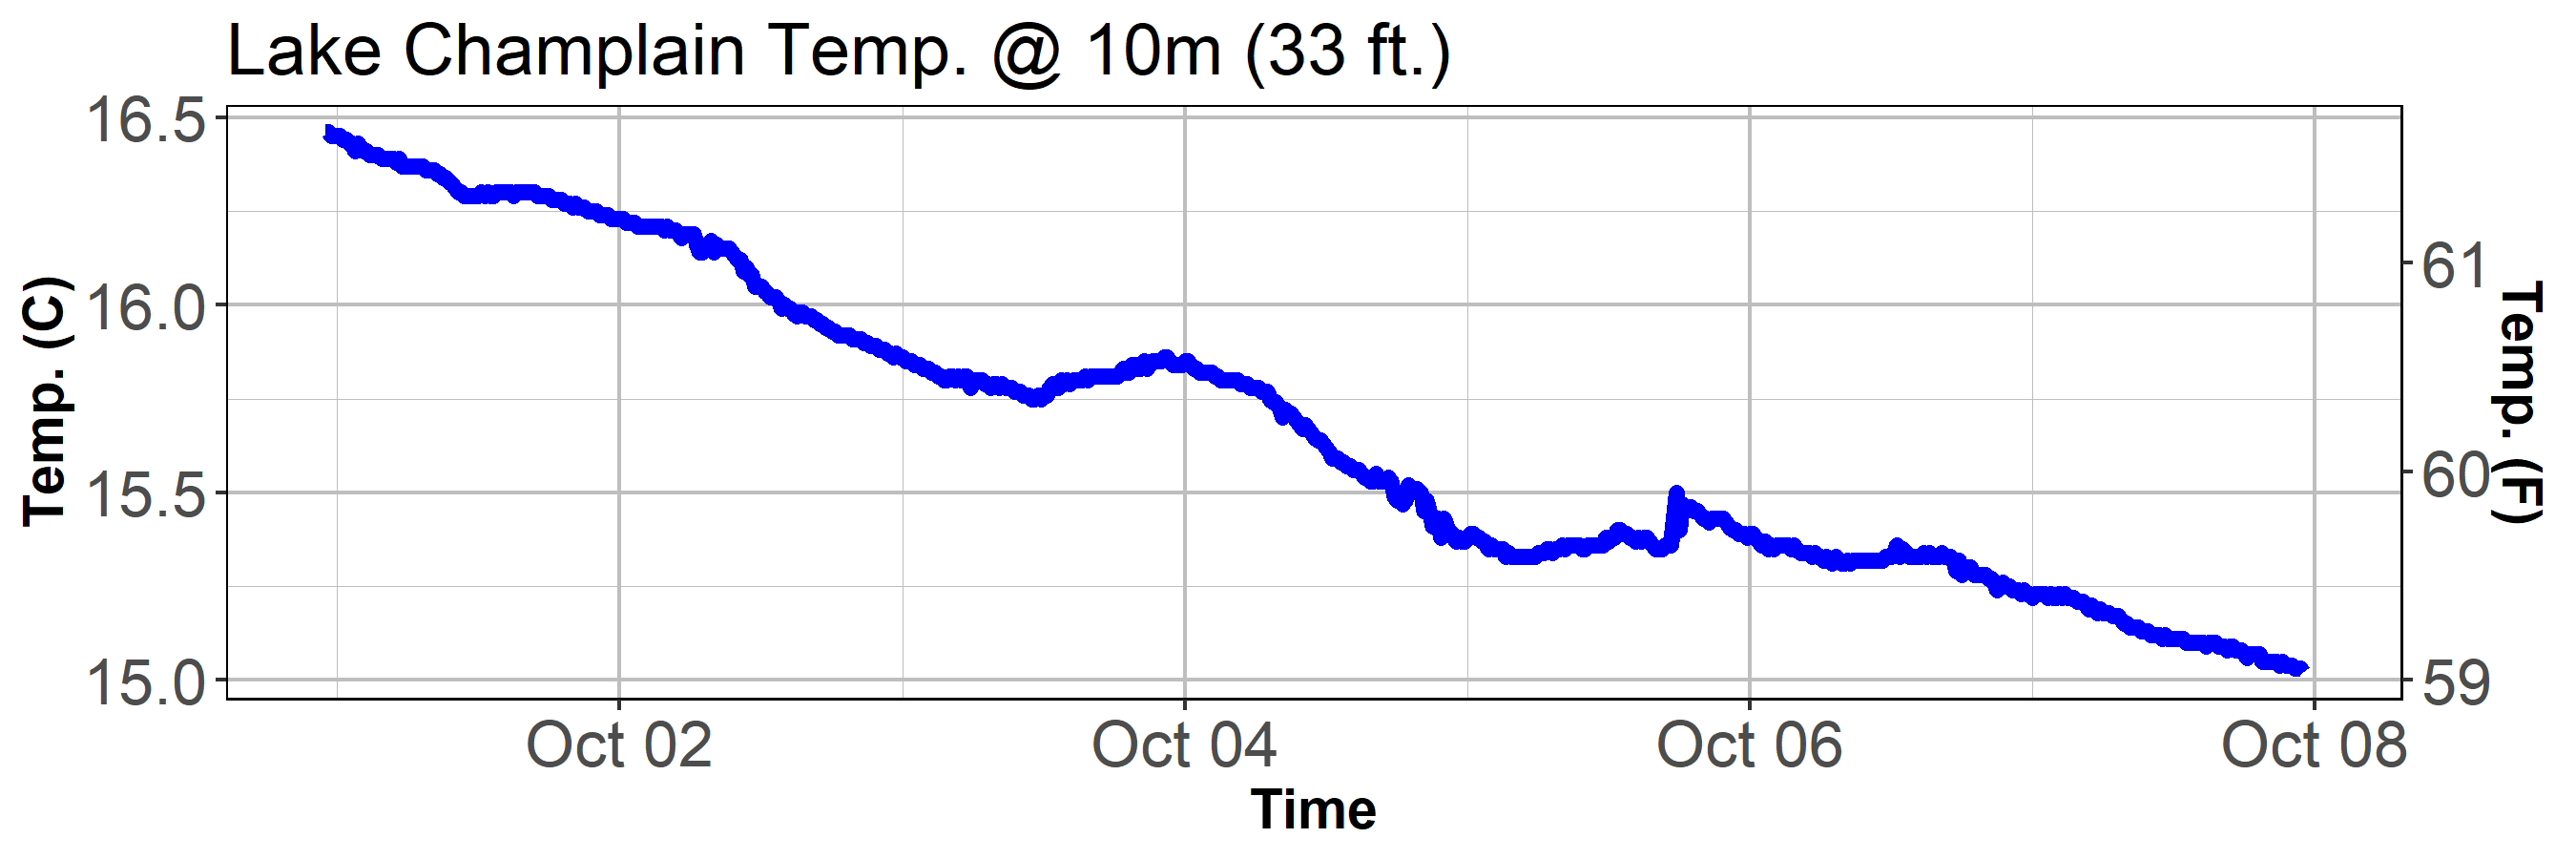 Lake Champlain Temp. @ 10m (33 ft.)
16.5
16.0
15.5
15.0
Temp. (C)
61
60
59
Temp. (F)
Oct 02 Oct 04 Oct 06 Oct 08
Time